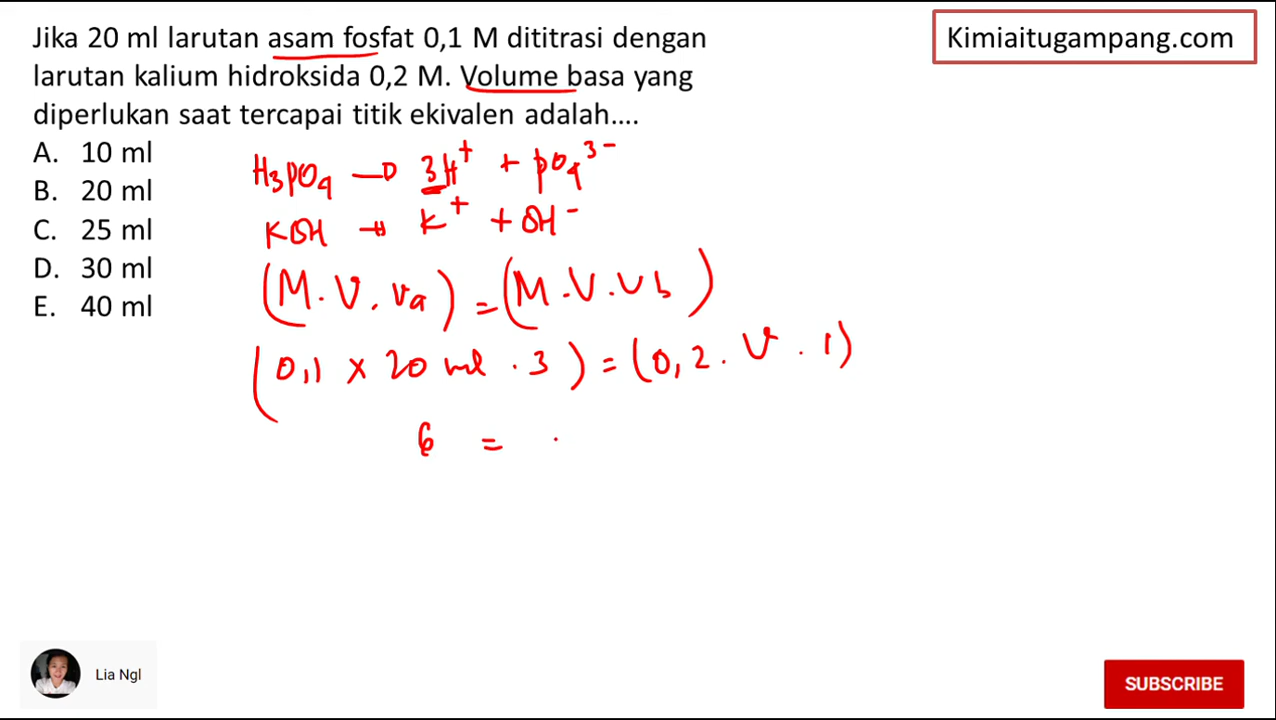 Jika 20 ml larutan asam fosfat 0,1 M dititrasi dengan
larutan kalium hidroksida 0,2 M. Volume basa yang
diperlukan saat tercapai titik ekivalen adalah....
A. 10 ml
B. 20 ml
C. 25 ml
D. 30 ml
E. 40 ml
Kimiaitugampang.com
H₃PO₄ → 3H⁺ + PO₄³⁻
KOH → K⁺ + OH⁻
(M . V . Va) = (M . V . Vb)
(0,1 x 20 ml . 3) = (0,2 . V . 1)
6 = .
Lia Ngl
SUBSCRIBE